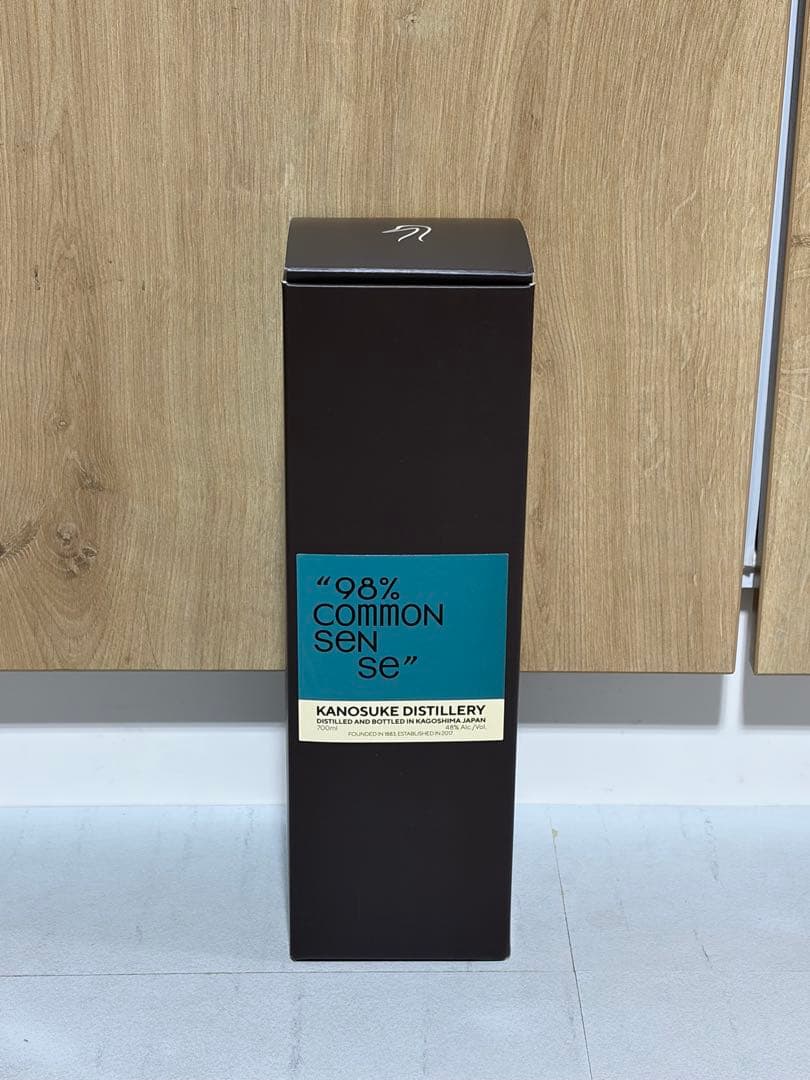 “98%
COMMON
SEN
SE”
KANOSUKE DISTILLERY
DISTILLED AND BOTTLED IN KAGOSHIMA JAPAN
700ml 48% Alc./Vol.
FOUNDED IN 1883, ESTABLISHED IN 2017